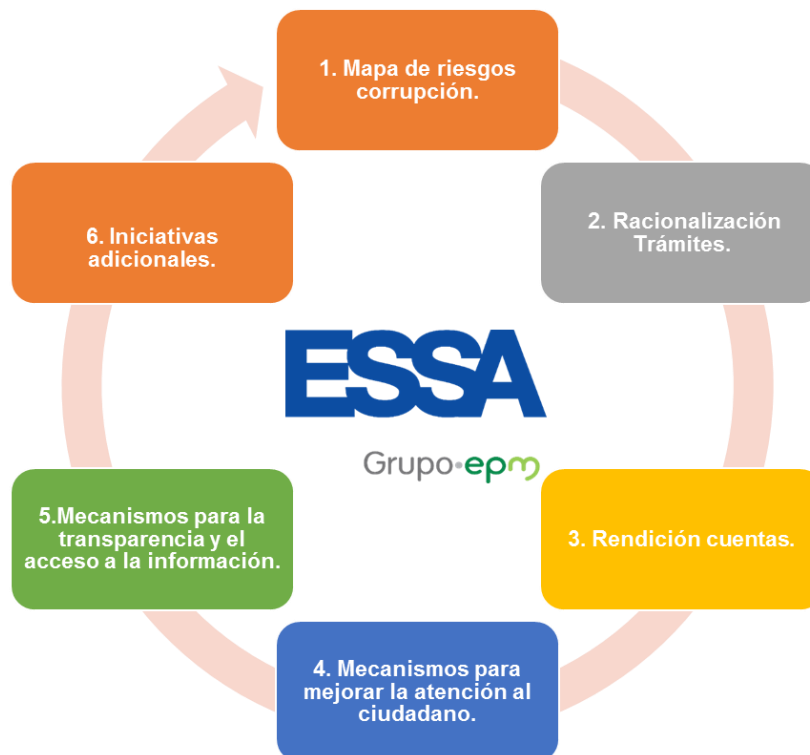 1. Mapa de riesgos
corrupción.
2. Racionalización
Trámites.
3. Rendición cuentas.
4. Mecanismos para
mejorar la atención al
ciudadano.
5.Mecanismos para la
transparencia y el
acceso a la información.
6. Iniciativas
adicionales.
ESSA
Grupo·epm